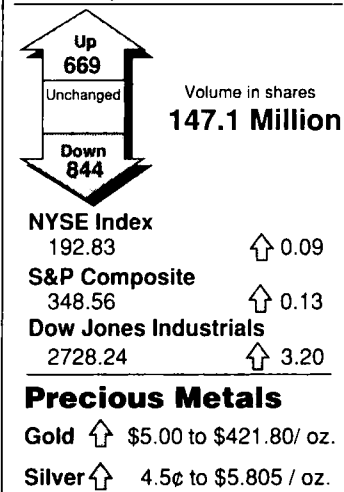 Up
669
Unchanged
Down
844
Volume in shares
147.1 Million
NYSE Index
192.83 0.09
S&P Composite
348.56 0.13
Dow Jones Industrials
2728.24 3.20
Precious Metals
Gold $5.00 to $421.80/ oz.
Silver 4.5¢ to $5.805 / oz.